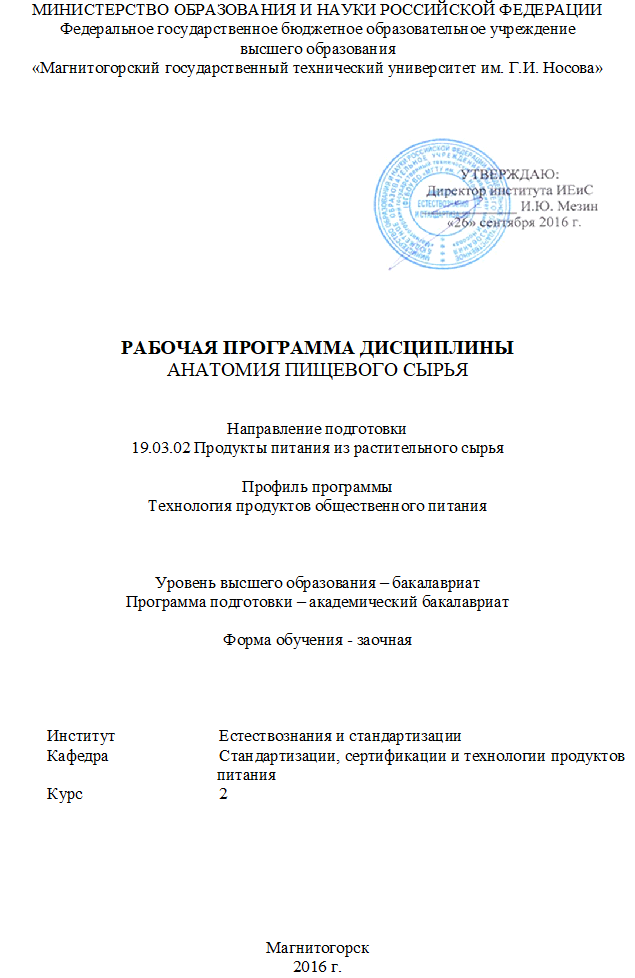 МИНИСТЕРСТВО ОБРАЗОВАНИЯ И НАУКИ РОССИЙСКОЙ ФЕДЕРАЦИИ
Федеральное государственное бюджетное образовательное учреждение
высшего образования
«Магнитогорский государственный технический университет им. Г.И. Носова»
УТВЕРЖДАЮ:
Директор института ИЕиС
И.Ю. Мезин
«26» сентября 2016 г.
ЕСТЕСТВОЗНАНИЯ
РАБОЧАЯ ПРОГРАММА ДИСЦИПЛИНЫ
АНАТОМИЯ ПИЩЕВОГО СЫРЬЯ
Направление подготовки
19.03.02 Продукты питания из растительного сырья
Профиль программы
Технология продуктов общественного питания
Уровень высшего образования – бакалавриат
Программа подготовки – академический бакалавриат
Форма обучения - заочная
Институт Естествознания и стандартизации
Кафедра Стандартизации, сертификации и технологии продуктов
питания
Курс 2
Магнитогорск
2016 г.